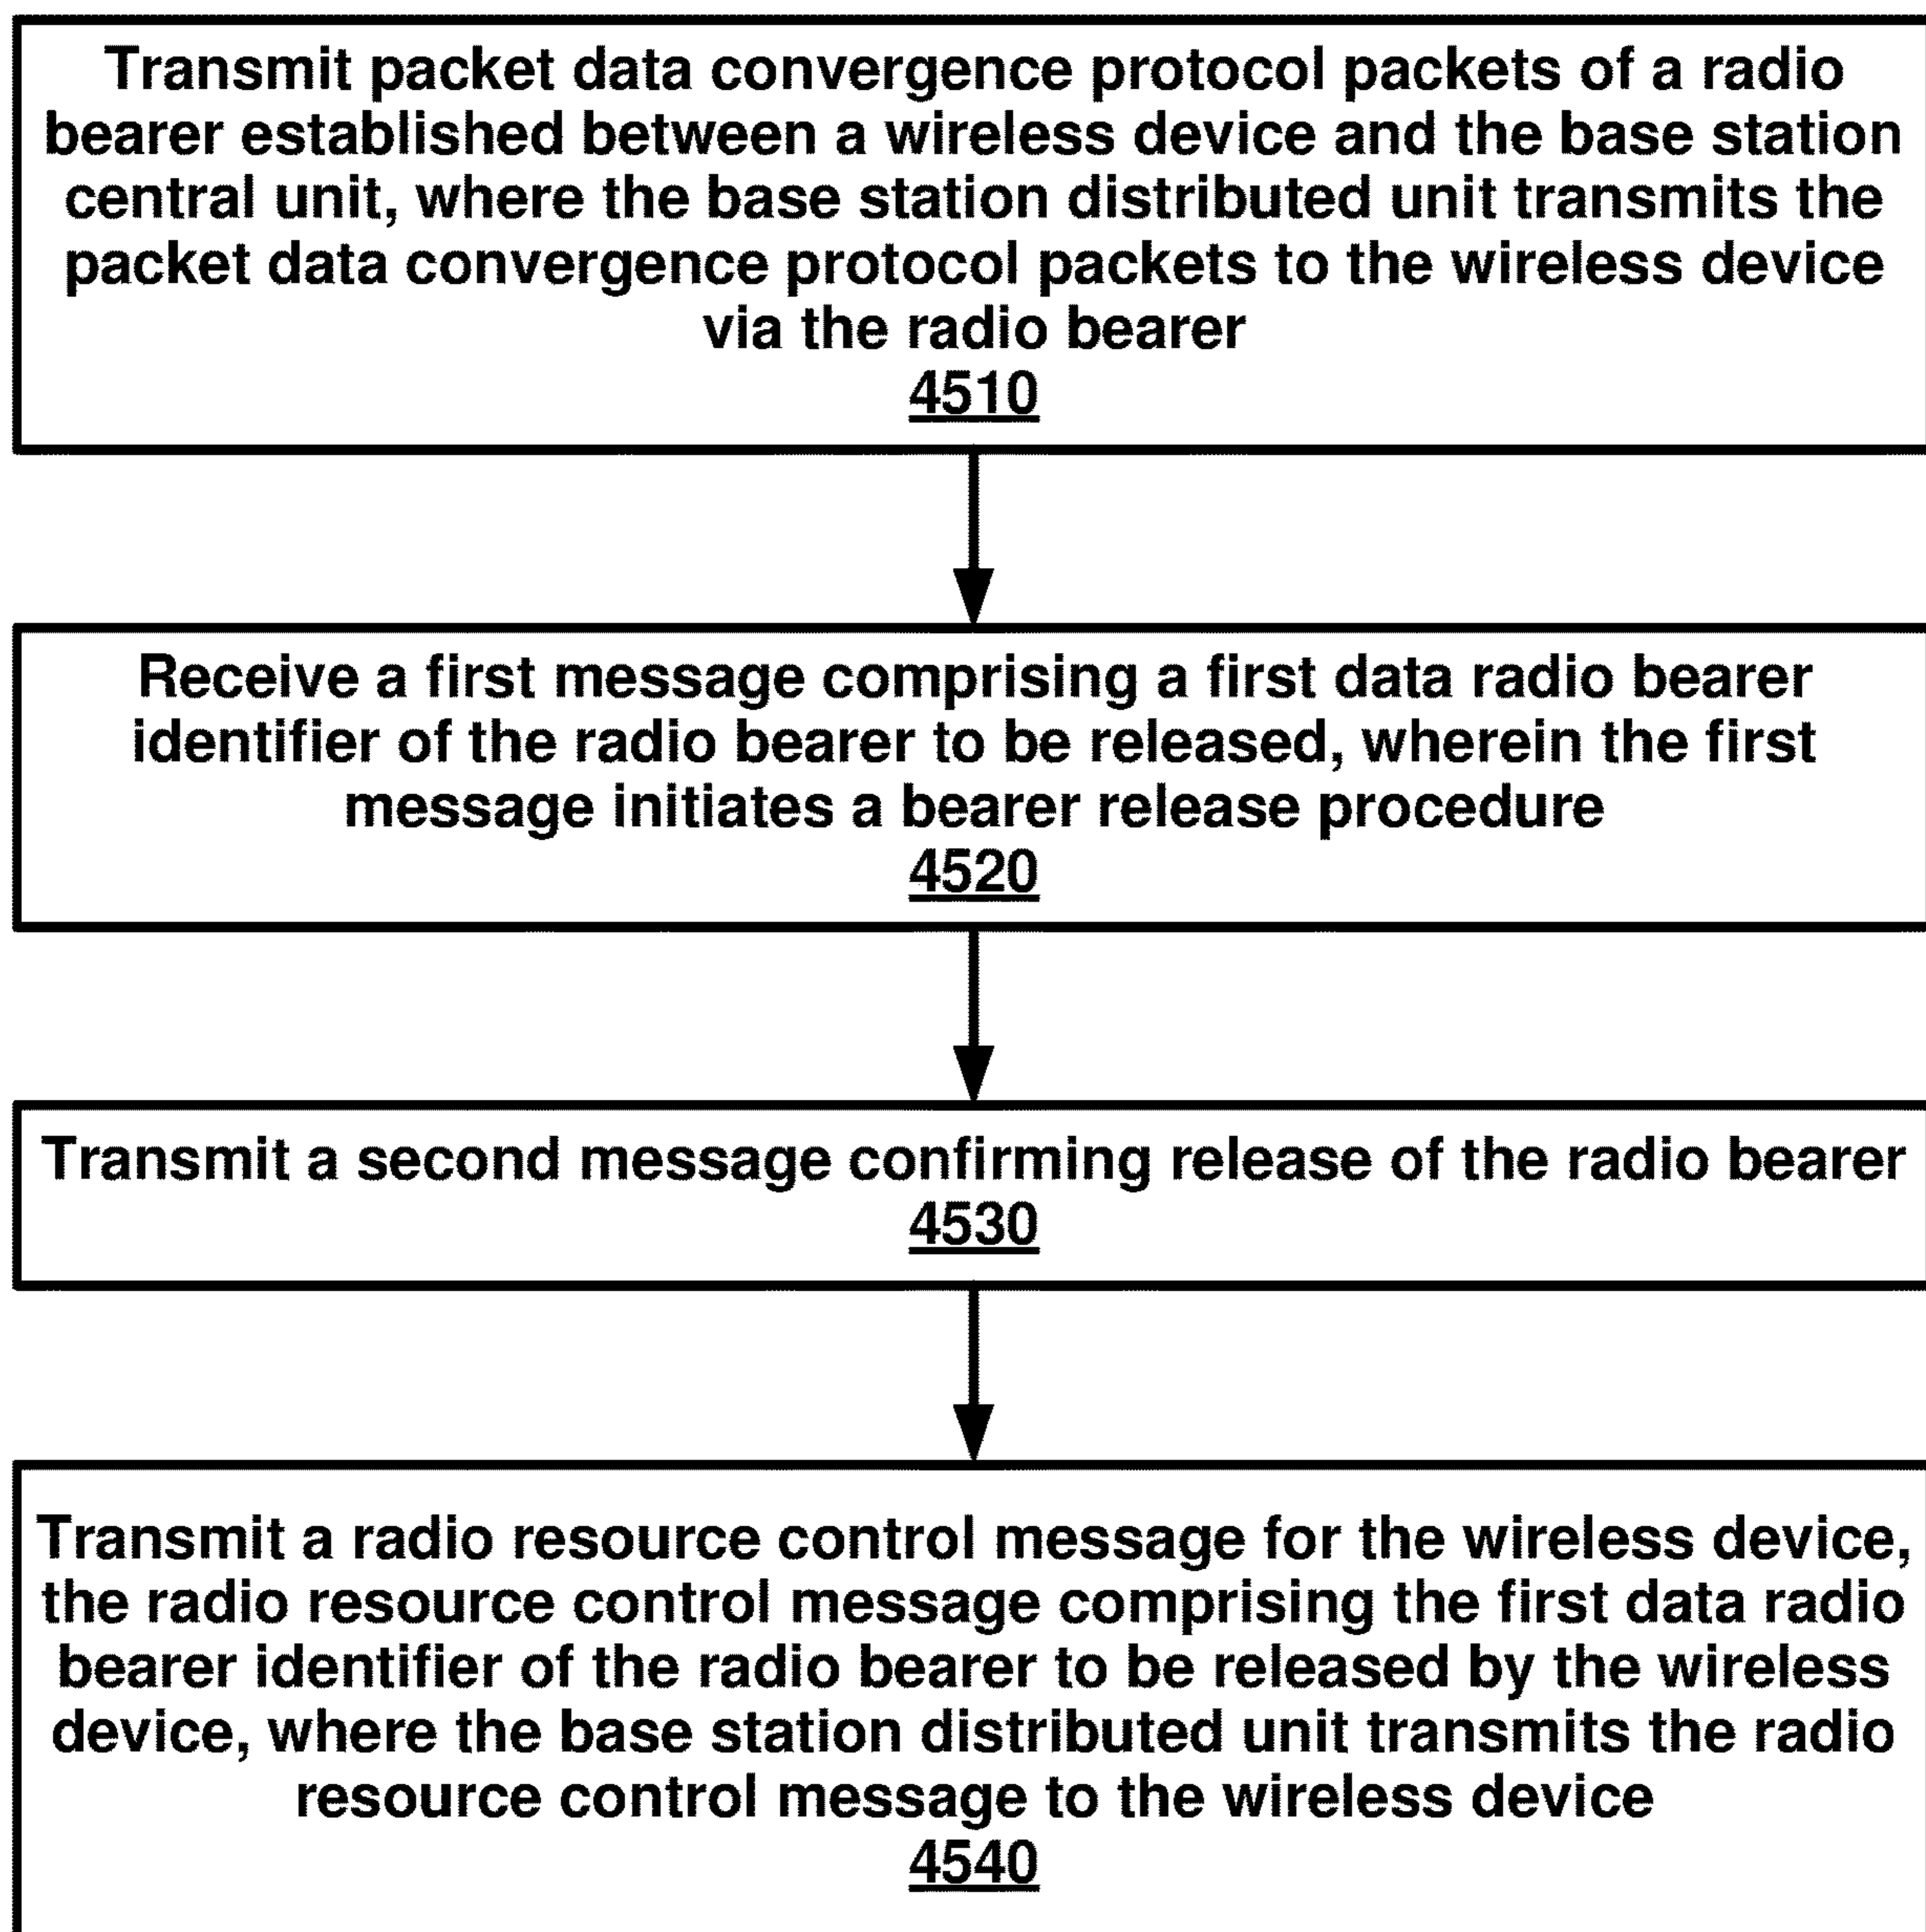 Transmit packet data convergence protocol packets of a radio
bearer established between a wireless device and the base station
central unit, where the base station distributed unit transmits the
packet data convergence protocol packets to the wireless device
via the radio bearer
4510
Receive a first message comprising a first data radio bearer
identifier of the radio bearer to be released, wherein the first
message initiates a bearer release procedure
4520
Transmit a second message confirming release of the radio bearer
4530
Transmit a radio resource control message for the wireless device,
the radio resource control message comprising the first data radio
bearer identifier of the radio bearer to be released by the wireless
device, where the base station distributed unit transmits the radio
resource control message to the wireless device
4540